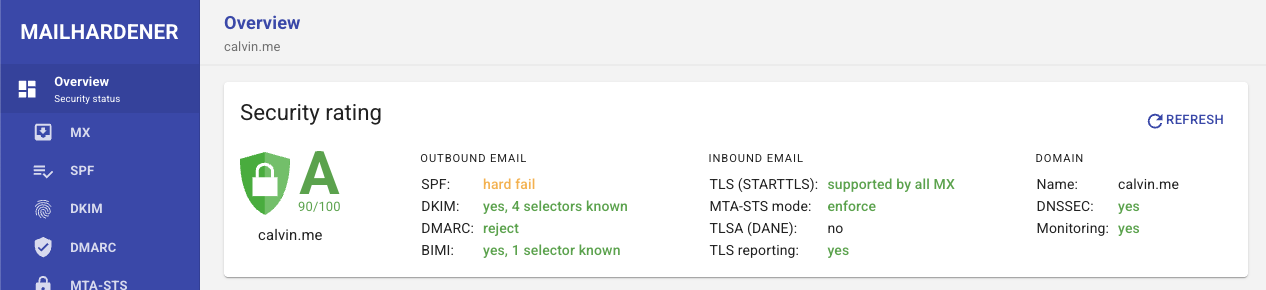 MAILHARDENER
Overview
Security status
MX
SPF
DKIM
DMARC
MTA-STS
Overview
calvin.me
Security rating
REFRESH
A
90/100
calvin.me
OUTBOUND EMAIL
SPF: hard fail
DKIM: yes, 4 selectors known
DMARC: reject
BIMI: yes, 1 selector known
INBOUND EMAIL
TLS (STARTTLS): supported by all MX
MTA-STS mode: enforce
TLSA (DANE): no
TLS reporting: yes
DOMAIN
Name: calvin.me
DNSSEC: yes
Monitoring: yes